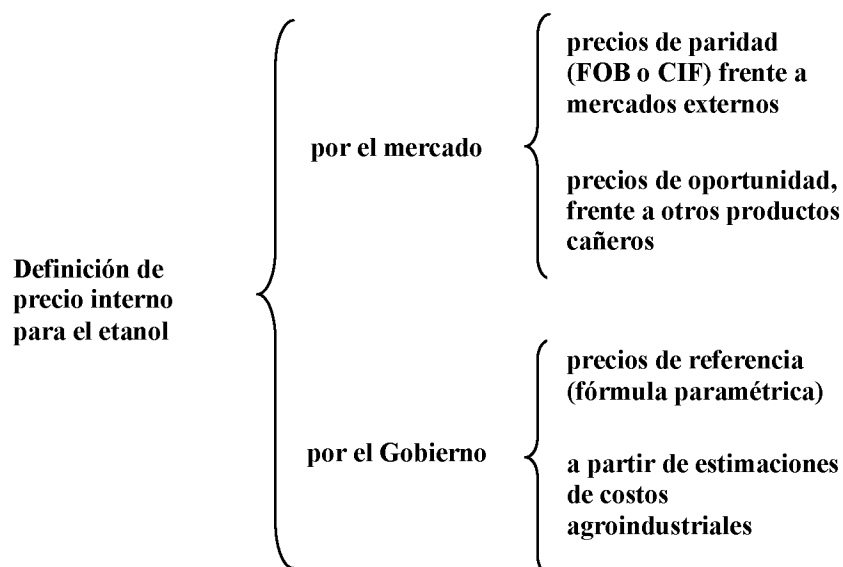 Definición de
precio interno
para el etanol
por el mercado
precios de paridad
(FOB o CIF) frente a
mercados externos
precios de oportunidad,
frente a otros productos
cañeros
por el Gobierno
precios de referencia
(fórmula paramétrica)
a partir de estimaciones
de costos
agroindustriales